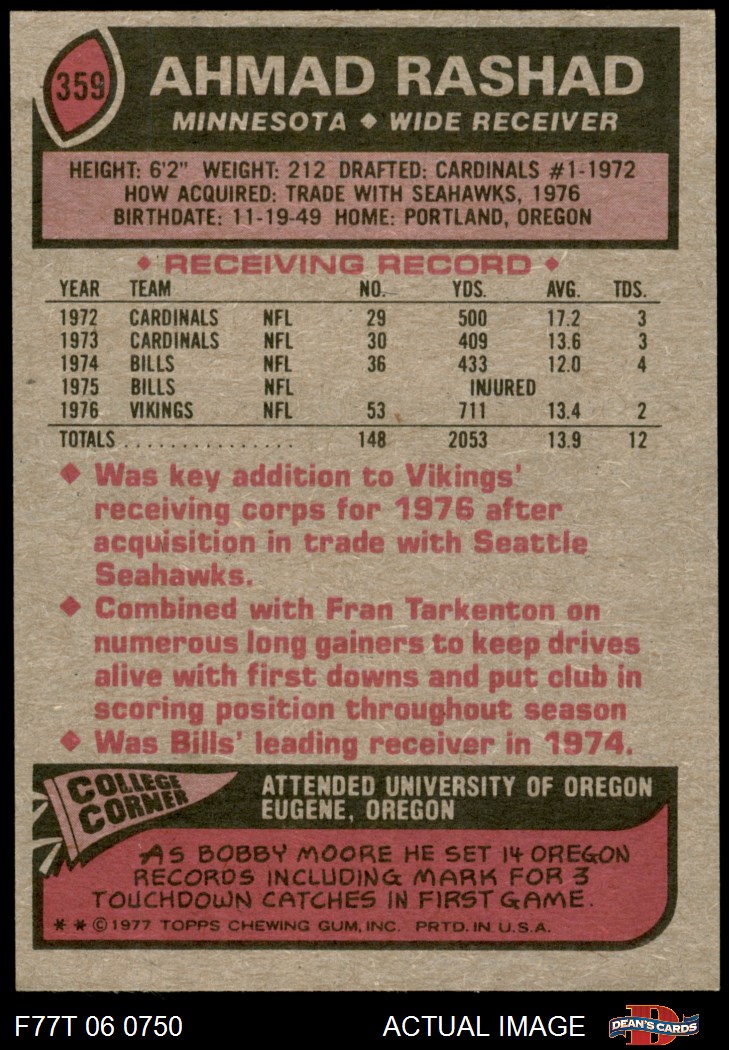 359
AHMAD RASHAD
MINNESOTA ◆ WIDE RECEIVER
HEIGHT: 6'2" WEIGHT: 212 DRAFTED: CARDINALS #1-1972
HOW ACQUIRED: TRADE WITH SEAHAWKS, 1976
BIRTHDATE: 11-19-49 HOME: PORTLAND, OREGON
◆ RECEIVING RECORD ◆
YEAR TEAM NO. YDS. AVG. TDS.
1972 CARDINALS NFL 29 500 17.2 3
1973 CARDINALS NFL 30 409 13.6 3
1974 BILLS NFL 36 433 12.0 4
1975 BILLS NFL INJURED
1976 VIKINGS NFL 53 711 13.4 2
TOTALS . . . . . . . . . . . . . . . 148 2053 13.9 12
◆ Was key addition to Vikings'
receiving corps for 1976 after
acquisition in trade with Seattle
Seahawks.
◆ Combined with Fran Tarkenton on
numerous long gainers to keep drives
alive with first downs and put club in
scoring position throughout season
◆ Was Bills' leading receiver in 1974.
COLLEGE
CORNER
ATTENDED UNIVERSITY OF OREGON
EUGENE, OREGON
AS BOBBY MOORE HE SET 14 OREGON
RECORDS INCLUDING MARK FOR 3
TOUCHDOWN CATCHES IN FIRST GAME.
* * © 1977 TOPPS CHEWING GUM, INC. PRTD. IN U.S.A.
F77T 06 0750 ACTUAL IMAGE DEAN'S CARDS